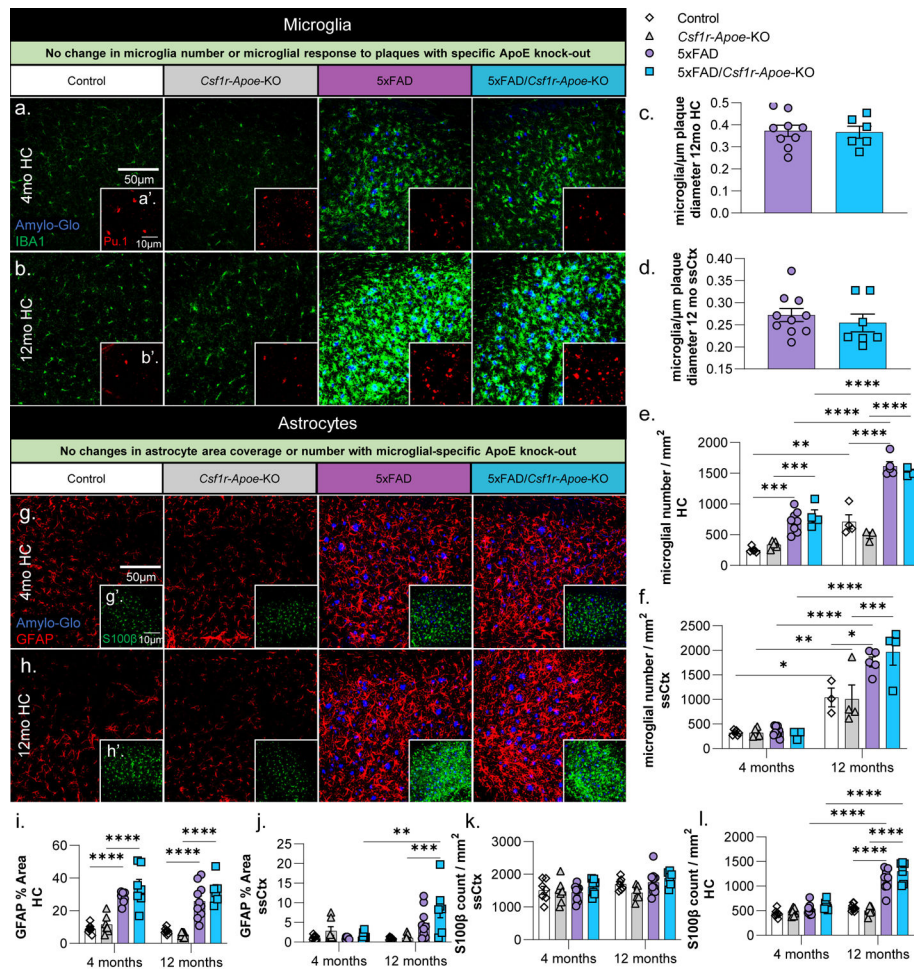 Microglia
No change in microglia number or microglial response to plaques with specific ApoE knock-out
Control
Csf1r-Apoe-KO
5xFAD
5xFAD/Csf1r-Apoe-KO
a.
4mo HC
50µm
Amylo-Glo
IBA1
a'.
Pu.1
10µm
b.
12mo HC
b'.
Astrocytes
No changes in astrocyte area coverage or number with microglial-specific ApoE knock-out
Control
Csf1r-Apoe-KO
5xFAD
5xFAD/Csf1r-Apoe-KO
g.
4mo HC
50µm
Amylo-Glo
GFAP
g'.
S100β
10µm
h.
12mo HC
h'.
Control
Csf1r-Apoe-KO
5xFAD
5xFAD/Csf1r-Apoe-KO
c.
microglia/µm plaque
diameter 12mo HC
0.5
0.4
0.3
0.2
0.1
0.0
d.
microglia/µm plaque
diameter 12 mo ssCtx
0.40
0.35
0.30
0.25
0.20
0.15
e.
microglial number / mm²
HC
2000
1500
1000
500
0
**
***
***
****
****
****
****
f.
microglial number / mm²
ssCtx
2500
2000
1500
1000
500
0
*
**
*
****
***
****
4 months
12 months
i.
GFAP % Area
HC
60
40
20
0
****
****
****
****
4 months
12 months
j.
GFAP % Area
ssCtx
20
15
10
5
0
**
***
4 months
12 months
k.
S100β count / mm²
ssCtx
3000
2000
1000
0
4 months
12 months
l.
S100β count / mm²
HC
2000
1500
1000
500
0
****
****
****
****
4 months
12 months